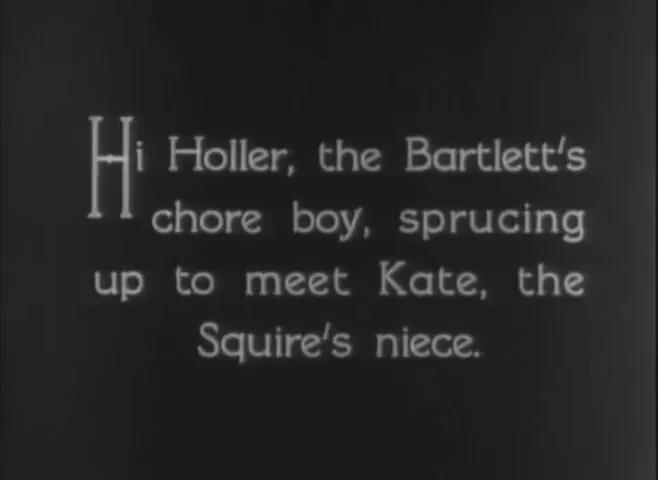 Hi Holler, the Bartlett's
chore boy, sprucing
up to meet Kate, the
Squire's niece.